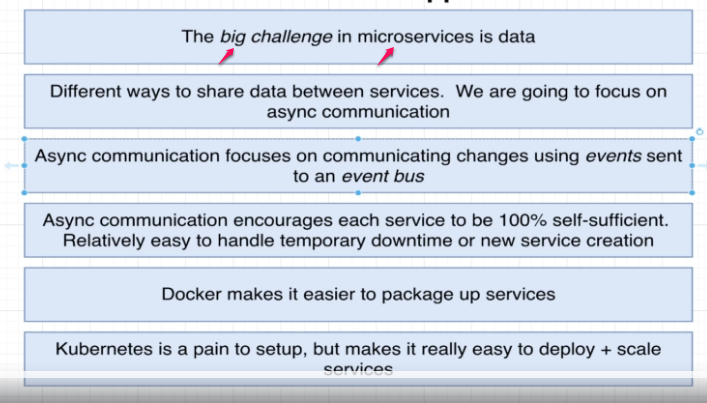 The big challenge in microservices is data
Different ways to share data between services. We are going to focus on
async communication
Async communication focuses on communicating changes using events sent
to an event bus
Async communication encourages each service to be 100% self-sufficient.
Relatively easy to handle temporary downtime or new service creation
Docker makes it easier to package up services
Kubernetes is a pain to setup, but makes it really easy to deploy + scale
services